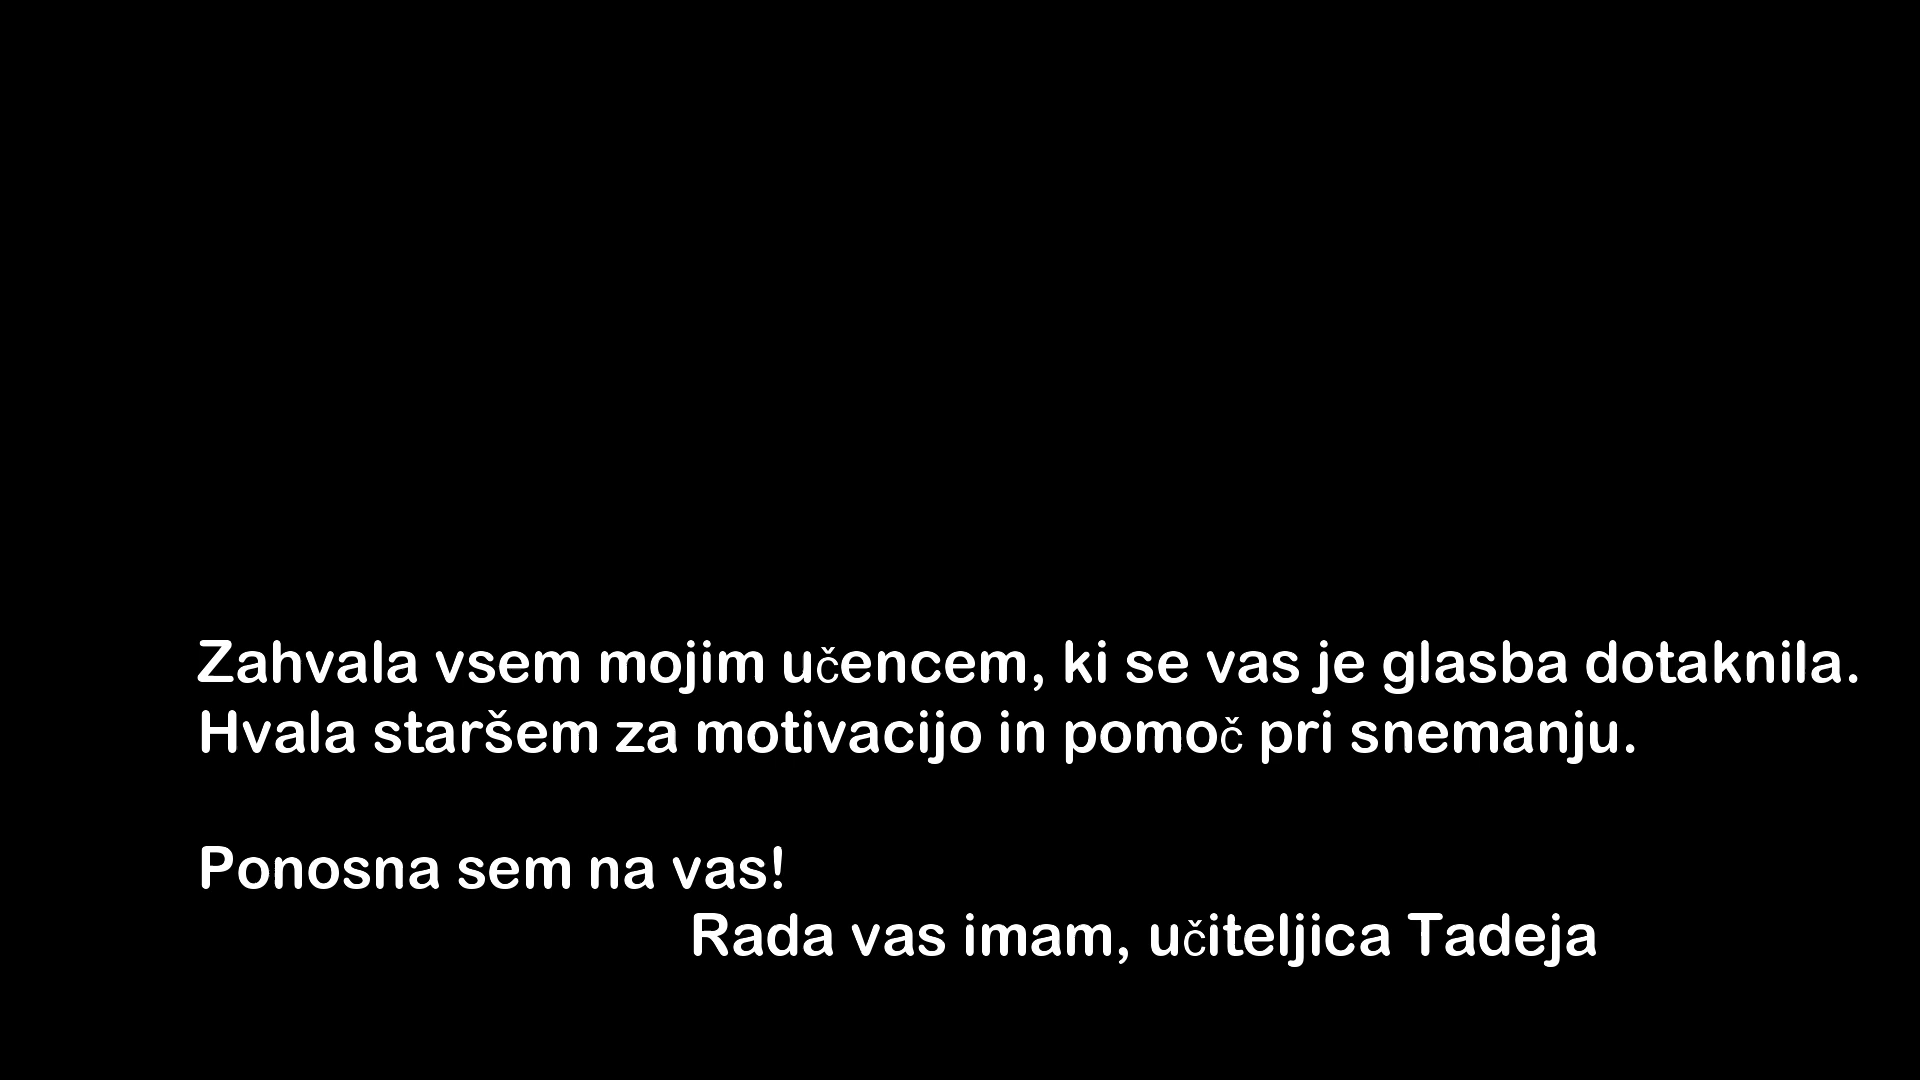 Zahvala vsem mojim učencem, ki se vas je glasba dotaknila.
Hvala staršem za motivacijo in pomoč pri snemanju.
Ponosna sem na vas!
Rada vas imam, učiteljica Tadeja